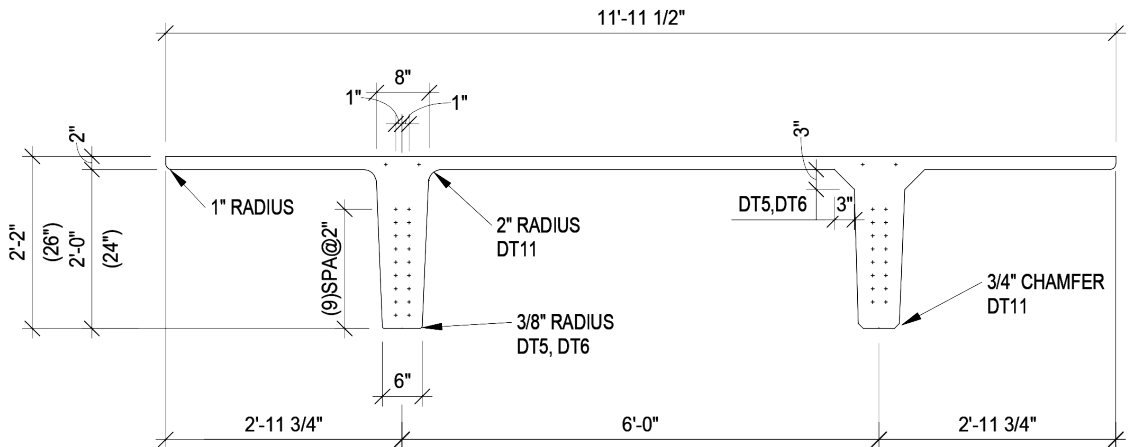 11'-11 1/2"
8"
1"
1"
2"
3"
1" RADIUS
2'-2"
(26")
2'-0"
(24")
(9)SPA@2"
2" RADIUS
DT11
DT5,DT6
3"
3/4" CHAMFER
DT11
3/8" RADIUS
DT5, DT6
6"
2'-11 3/4"
6'-0"
2'-11 3/4"